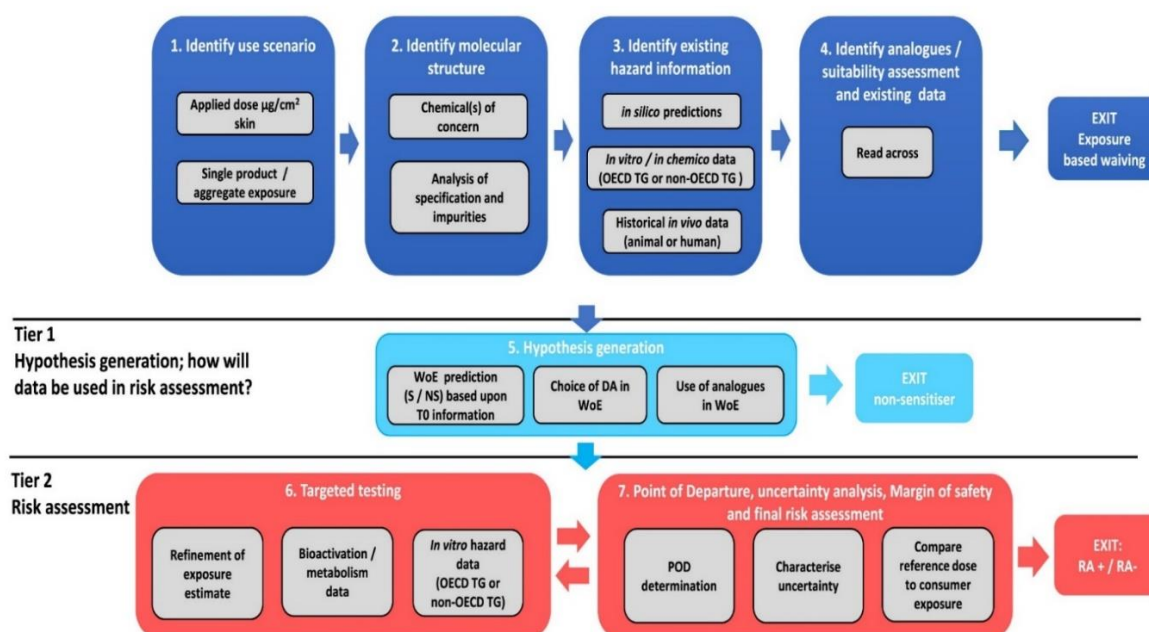 1. Identify use scenario
Applied dose µg/cm² 
skin
Single product /
aggregate exposure
2. Identify molecular
structure
Chemical(s) of
concern
Analysis of
specification and
impurities
3. Identify existing
hazard information
in silico predictions
In vitro / in chemico data
(OECD TG or non-OECD TG )
Historical in vivo data
(animal or human)
4. Identify analogues /
suitability assessment
and existing data
Read across
EXIT
Exposure
based waiving
Tier 1
Hypothesis generation; how will
data be used in risk assessment?
5. Hypothesis generation
WoE prediction
(S / NS) based upon
T0 information
Choice of DA in
WoE
Use of analogues
in WoE
EXIT
non-sensitiser
Tier 2
Risk assessment
6. Targeted testing
Refinement of
exposure
estimate
Bioactivation /
metabolism
data
In vitro hazard
data
(OECD TG or
non-OECD TG)
7. Point of Departure, uncertainty analysis, Margin of safety
and final risk assessment
POD
determination
Characterise
uncertainty
Compare
reference dose
to consumer
exposure
EXIT:
RA + / RA-